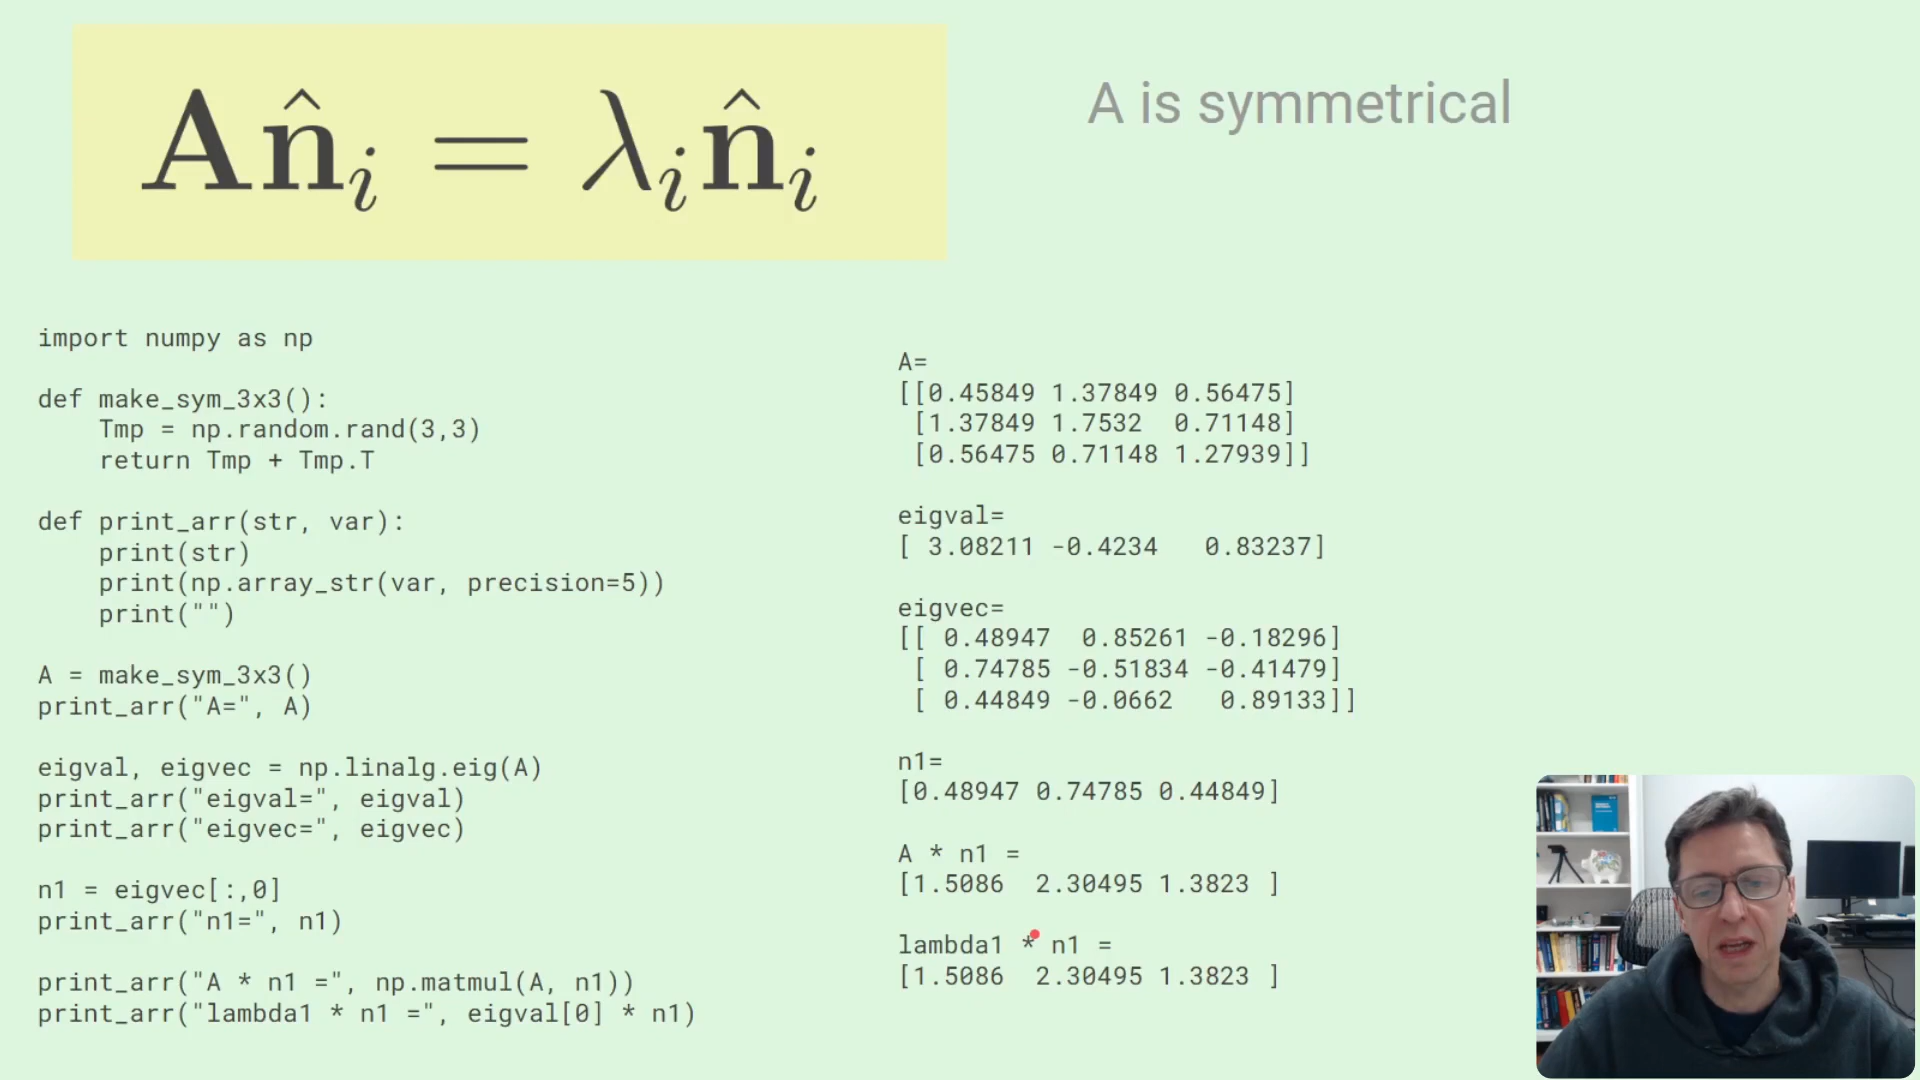 An̂ᵢ = λᵢn̂ᵢ
A is symmetrical
import numpy as np
def make_sym_3x3():
    Tmp = np.random.rand(3,3)
    return Tmp + Tmp.T
def print_arr(str, var):
    print(str)
    print(np.array_str(var, precision=5))
    print("")
A = make_sym_3x3()
print_arr("A=", A)
eigval, eigvec = np.linalg.eig(A)
print_arr("eigval=", eigval)
print_arr("eigvec=", eigvec)
n1 = eigvec[:,0]
print_arr("n1=", n1)
print_arr("A * n1 =", np.matmul(A, n1))
print_arr("lambda1 * n1 =", eigval[0] * n1)
A=
[[0.45849 1.37849 0.56475]
 [1.37849 1.7532  0.71148]
 [0.56475 0.71148 1.27939]]
eigval=
[ 3.08211 -0.4234   0.83237]
eigvec=
[[ 0.48947  0.85261 -0.18296]
 [ 0.74785 -0.51834 -0.41479]
 [ 0.44849 -0.0662   0.89133]]
n1=
[0.48947 0.74785 0.44849]
A * n1 =
[1.5086  2.30495 1.3823 ]
lambda1 * n1 =
[1.5086  2.30495 1.3823 ]